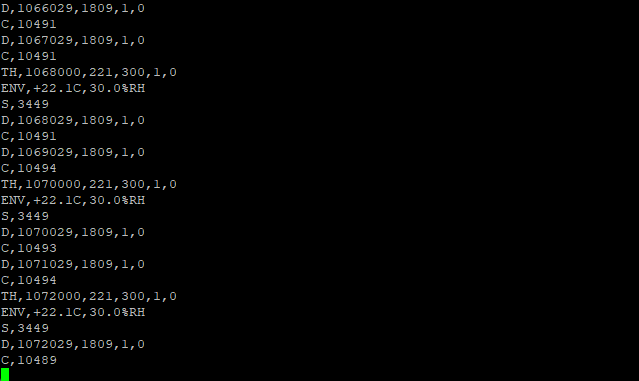 D,1066029,1809,1,0
C,10491
D,1067029,1809,1,0
C,10491
TH,1068000,221,300,1,0
ENV,+22.1C,30.0%RH
S,3449
D,1068029,1809,1,0
C,10491
D,1069029,1809,1,0
C,10494
TH,1070000,221,300,1,0
ENV,+22.1C,30.0%RH
S,3449
D,1070029,1809,1,0
C,10493
D,1071029,1809,1,0
C,10494
TH,1072000,221,300,1,0
ENV,+22.1C,30.0%RH
S,3449
D,1072029,1809,1,0
C,10489